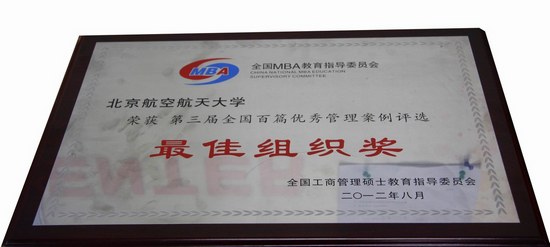 MBA
全国MBA教育指导委员会
CHINA NATIONAL MBA EDUCATION
SUPERVISORY COMMITTEE
北京航空航天大学
荣获 第三届全国百篇优秀管理案例评选
最佳组织奖
全国工商管理硕士教育指导委员会
二〇一二年八月